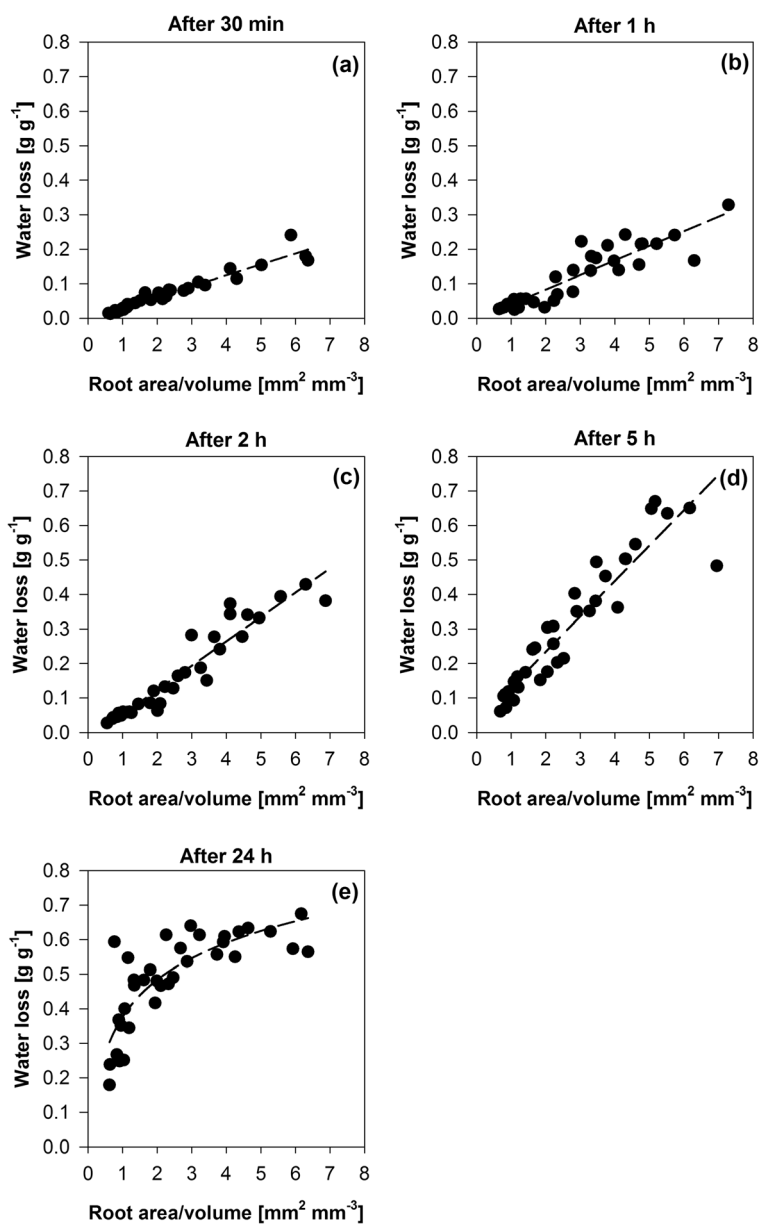 After 30 min
(a)
0.8
0.7
0.6
0.5
0.4
0.3
0.2
0.1
0.0
Water loss [g g⁻¹]
0 1 2 3 4 5 6 7 8
Root area/volume [mm² mm⁻³]
After 1 h
(b)
0.8
0.7
0.6
0.5
0.4
0.3
0.2
0.1
0.0
Water loss [g g⁻¹]
0 1 2 3 4 5 6 7 8
Root area/volume [mm² mm⁻³]
After 2 h
(c)
0.8
0.7
0.6
0.5
0.4
0.3
0.2
0.1
0.0
Water loss [g g⁻¹]
0 1 2 3 4 5 6 7 8
Root area/volume [mm² mm⁻³]
After 5 h
(d)
0.8
0.7
0.6
0.5
0.4
0.3
0.2
0.1
0.0
Water loss [g g⁻¹]
0 1 2 3 4 5 6 7 8
Root area/volume [mm² mm⁻³]
After 24 h
(e)
0.8
0.7
0.6
0.5
0.4
0.3
0.2
0.1
0.0
Water loss [g g⁻¹]
0 1 2 3 4 5 6 7 8
Root area/volume [mm² mm⁻³]